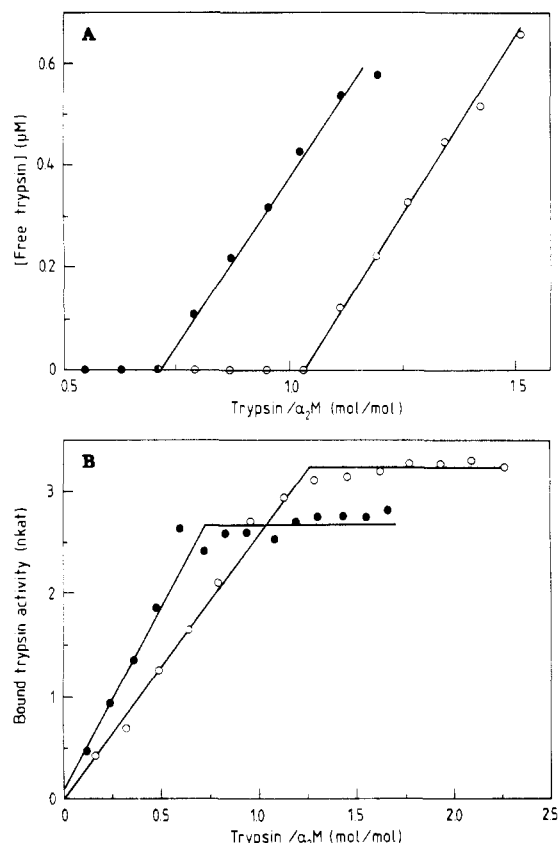 A
[Free trypsin] (μM)
0.6
0.4
0.2
0
0.5
1.0
1.5
Trypsin/α₂M (mol/mol)
B
Bound trypsin activity (nkat)
3
2
1
0
0
0.5
1.0
1.5
2.0
25
Trypsin/α₂M (mol/mol)